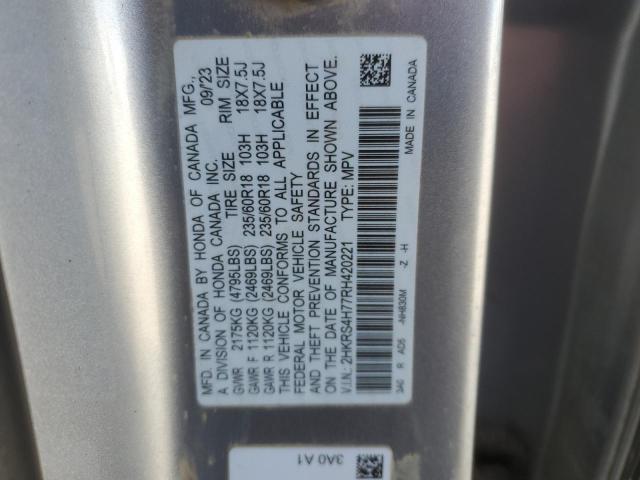 MFD. IN CANADA BY HONDA OF CANADA MFG.,
A DIVISION OF HONDA CANADA INC. 09/'23
GVWR 2175KG (4795LBS) TIRE SIZE RIM SIZE
GAWR F 1120KG (2469LBS) 235/60R18 103H 18X7.5J
GAWR R 1120KG (2469LBS) 235/60R18 103H 18X7.5J
THIS VEHICLE CONFORMS TO ALL APPLICABLE
FEDERAL MOTOR VEHICLE SAFETY
AND THEFT PREVENTION STANDARDS IN EFFECT
ON THE DATE OF MANUFACTURE SHOWN ABOVE.
V.I.N.: 2HKRS4H77RH420221 TYPE: MPV
3A0 R AD5 -NH830M -Z -H
MADE IN CANADA
3A0 A1